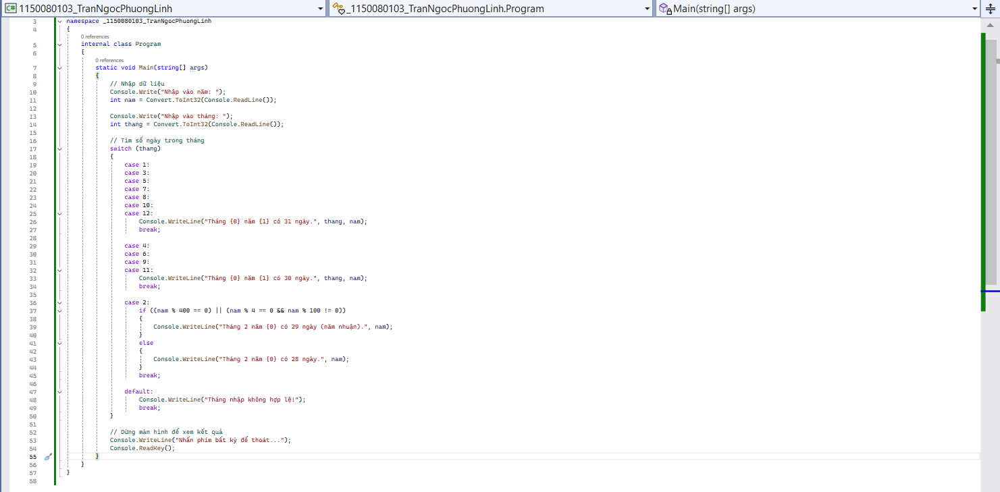 C# 1150080103_TranNgocPhuongLinh
_1150080103_TranNgocPhuongLinh.Program
Main(string[] args)
3 namespace _1150080103_TranNgocPhuongLinh
4 {
0 references
5 internal class Program
6 {
0 references
7 static void Main(string[] args)
8 {
9 // Nhập dữ liệu
10 Console.Write("Nhập vào năm: ");
11 int nam = Convert.ToInt32(Console.ReadLine());
12
13 Console.Write("Nhập vào tháng: ");
14 int thang = Convert.ToInt32(Console.ReadLine());
15
16 // Tìm số ngày trong tháng
17 switch (thang)
18 {
19 case 1:
20 case 3:
21 case 5:
22 case 7:
23 case 8:
24 case 10:
25 case 12:
26 Console.WriteLine("Tháng {0} năm {1} có 31 ngày.", thang, nam);
27 break;
28
29 case 4:
30 case 6:
31 case 9:
32 case 11:
33 Console.WriteLine("Tháng {0} năm {1} có 30 ngày.", thang, nam);
34 break;
35
36 case 2:
37 if ((nam % 400 == 0) || (nam % 4 == 0 && nam % 100 != 0))
38 {
39 Console.WriteLine("Tháng 2 năm {0} có 29 ngày (năm nhuận).", nam);
40 }
41 else
42 {
43 Console.WriteLine("Tháng 2 năm {0} có 28 ngày.", nam);
44 }
45 break;
46
47 default:
48 Console.WriteLine("Tháng nhập không hợp lệ!");
49 break;
50 }
51
52 // Dừng màn hình để xem kết quả
53 Console.WriteLine("Nhấn phím bất kỳ để thoát...");
54 Console.ReadKey();
55 }
56 }
57 }
58